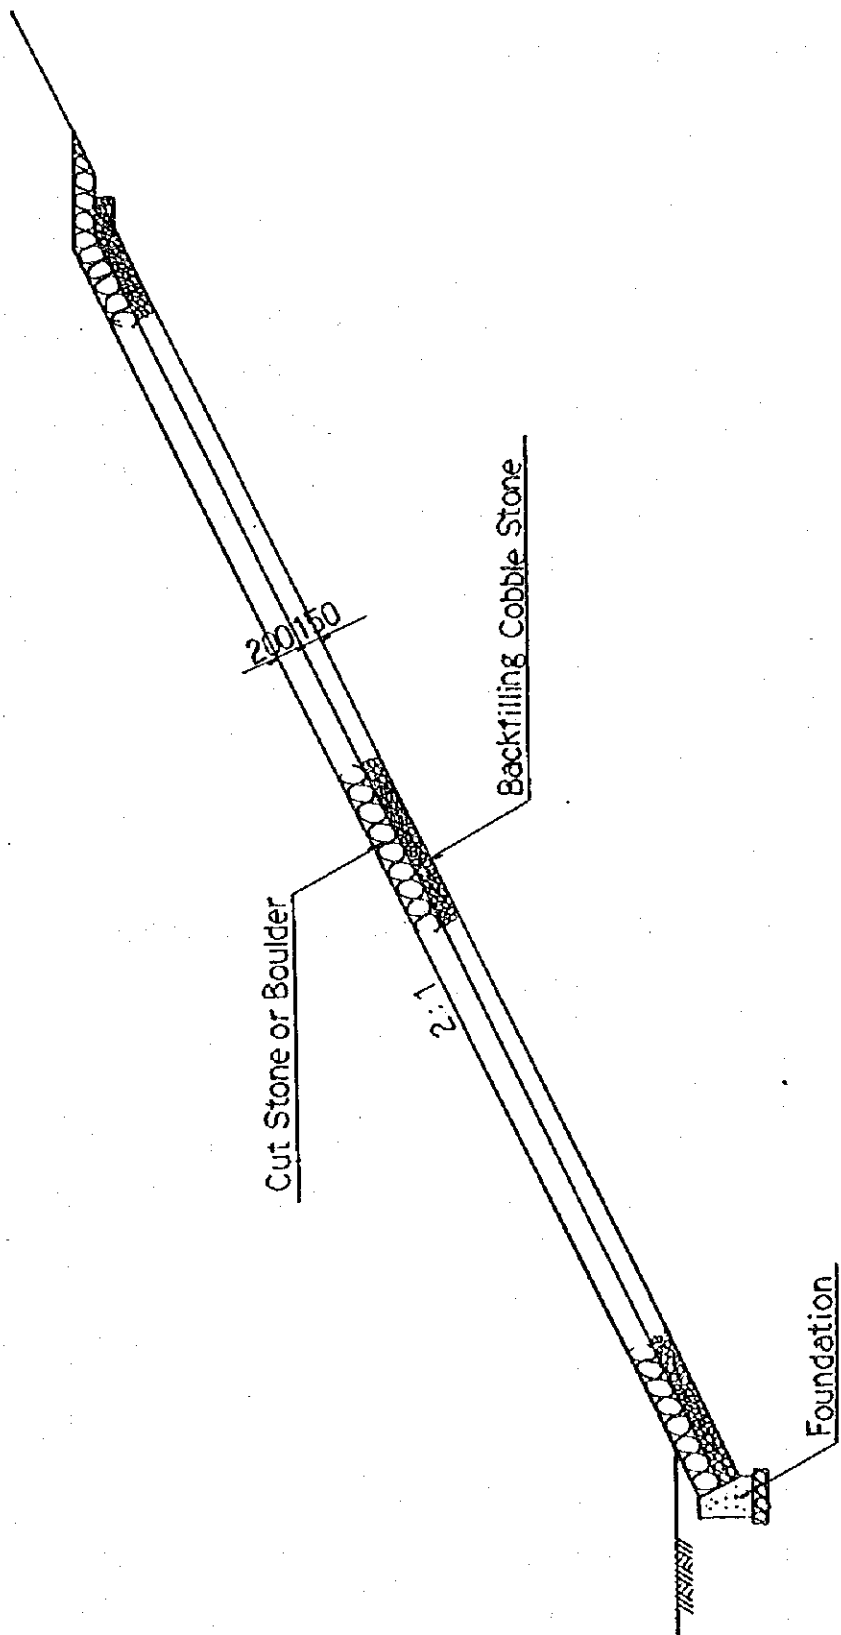 200
150
Backfilling Cobble Stone
Cut Stone or Boulder
2:1
Foundation